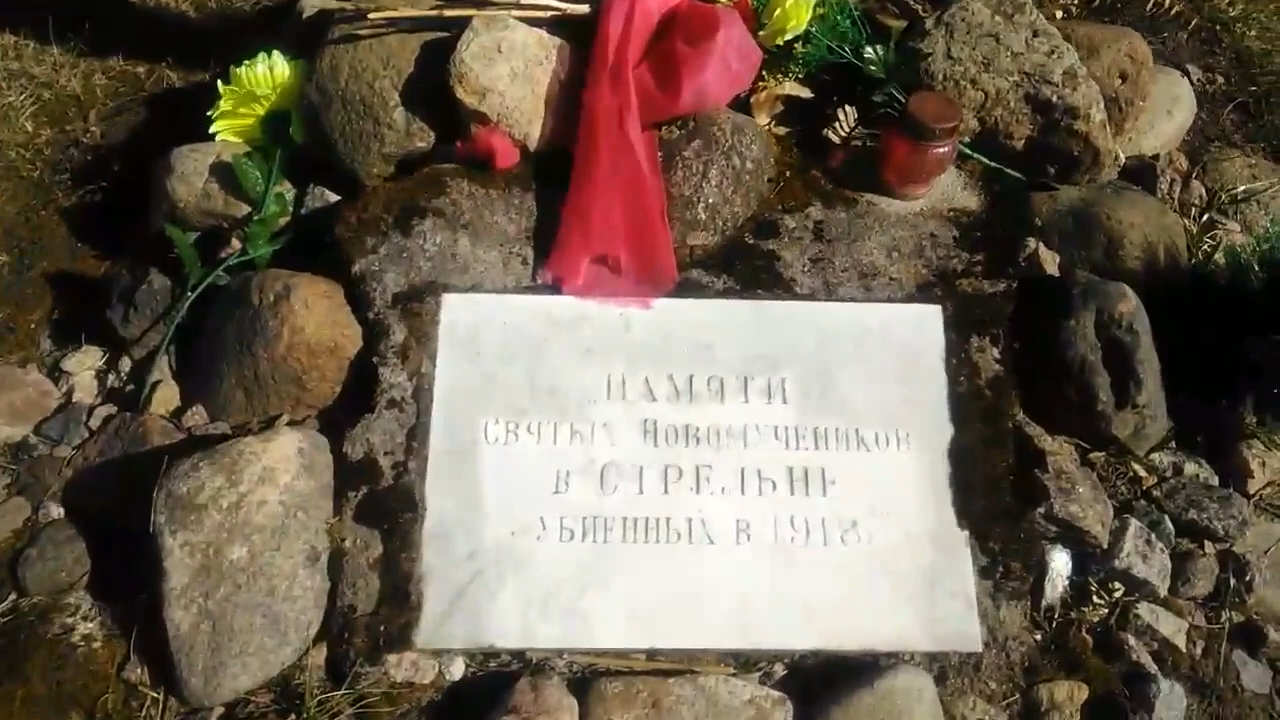 „ПАМЯТИ
СВЯТЫХ НОВОМУЧЕНИКОВ
В СТРЕЛЬНЕ
УБИЕННЫХ В 1918"